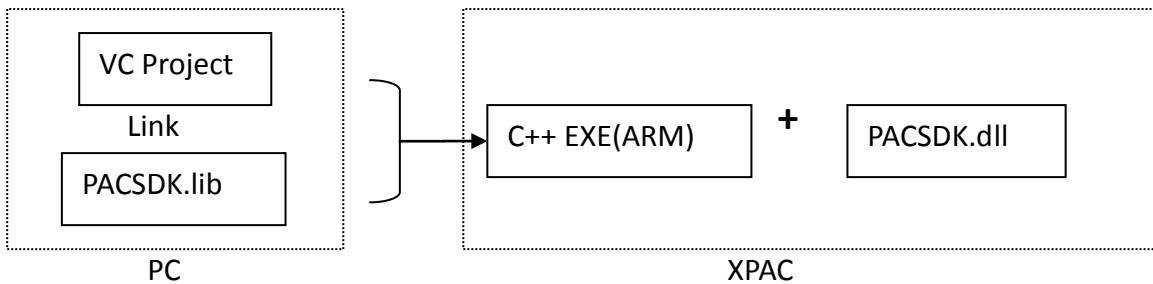 VC Project
Link
PACSDK.lib
PC
C++ EXE(ARM)
+
PACSDK.dll
XPAC